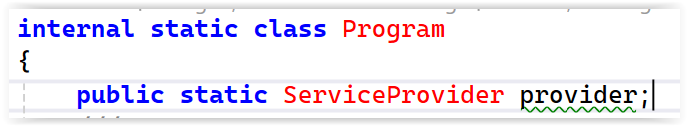 internal static class Program
{
public static ServiceProvider provider;